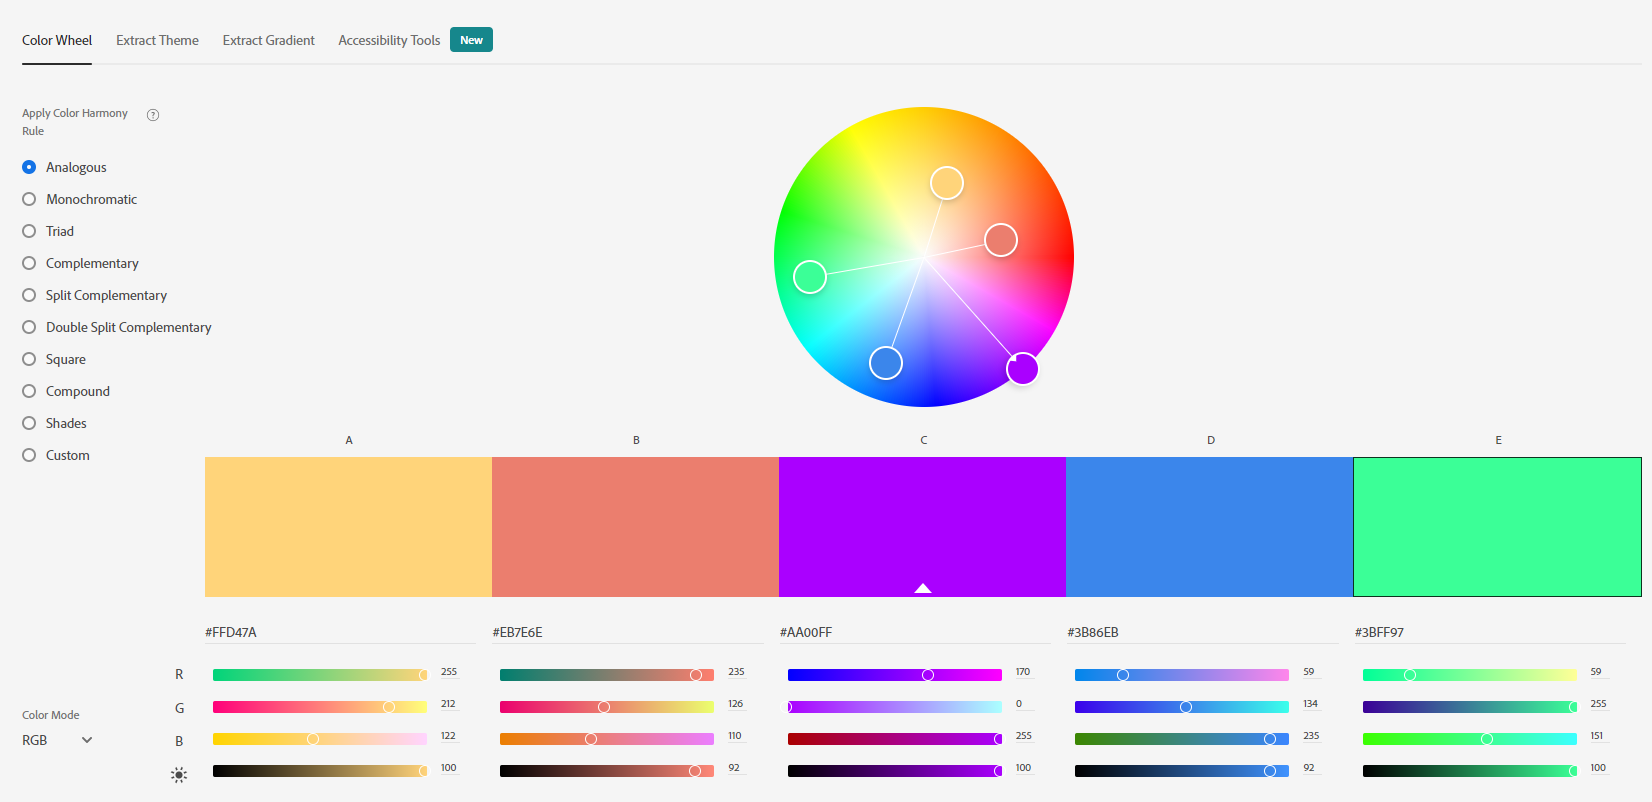 Color Wheel Extract Theme Extract Gradient Accessibility Tools New
Apply Color Harmony ?
Rule
Analogous
Monochromatic
Triad
Complementary
Split Complementary
Double Split Complementary
Square
Compound
Shades
Custom
A B C D E
#FFD47A #EB7E6E #AA00FF #3B86EB #3BFF97
R 255 235 170 59 59
G 212 126 0 134 255
Color Mode
RGB
B 122 110 255 235 151
100 92 100 92 100